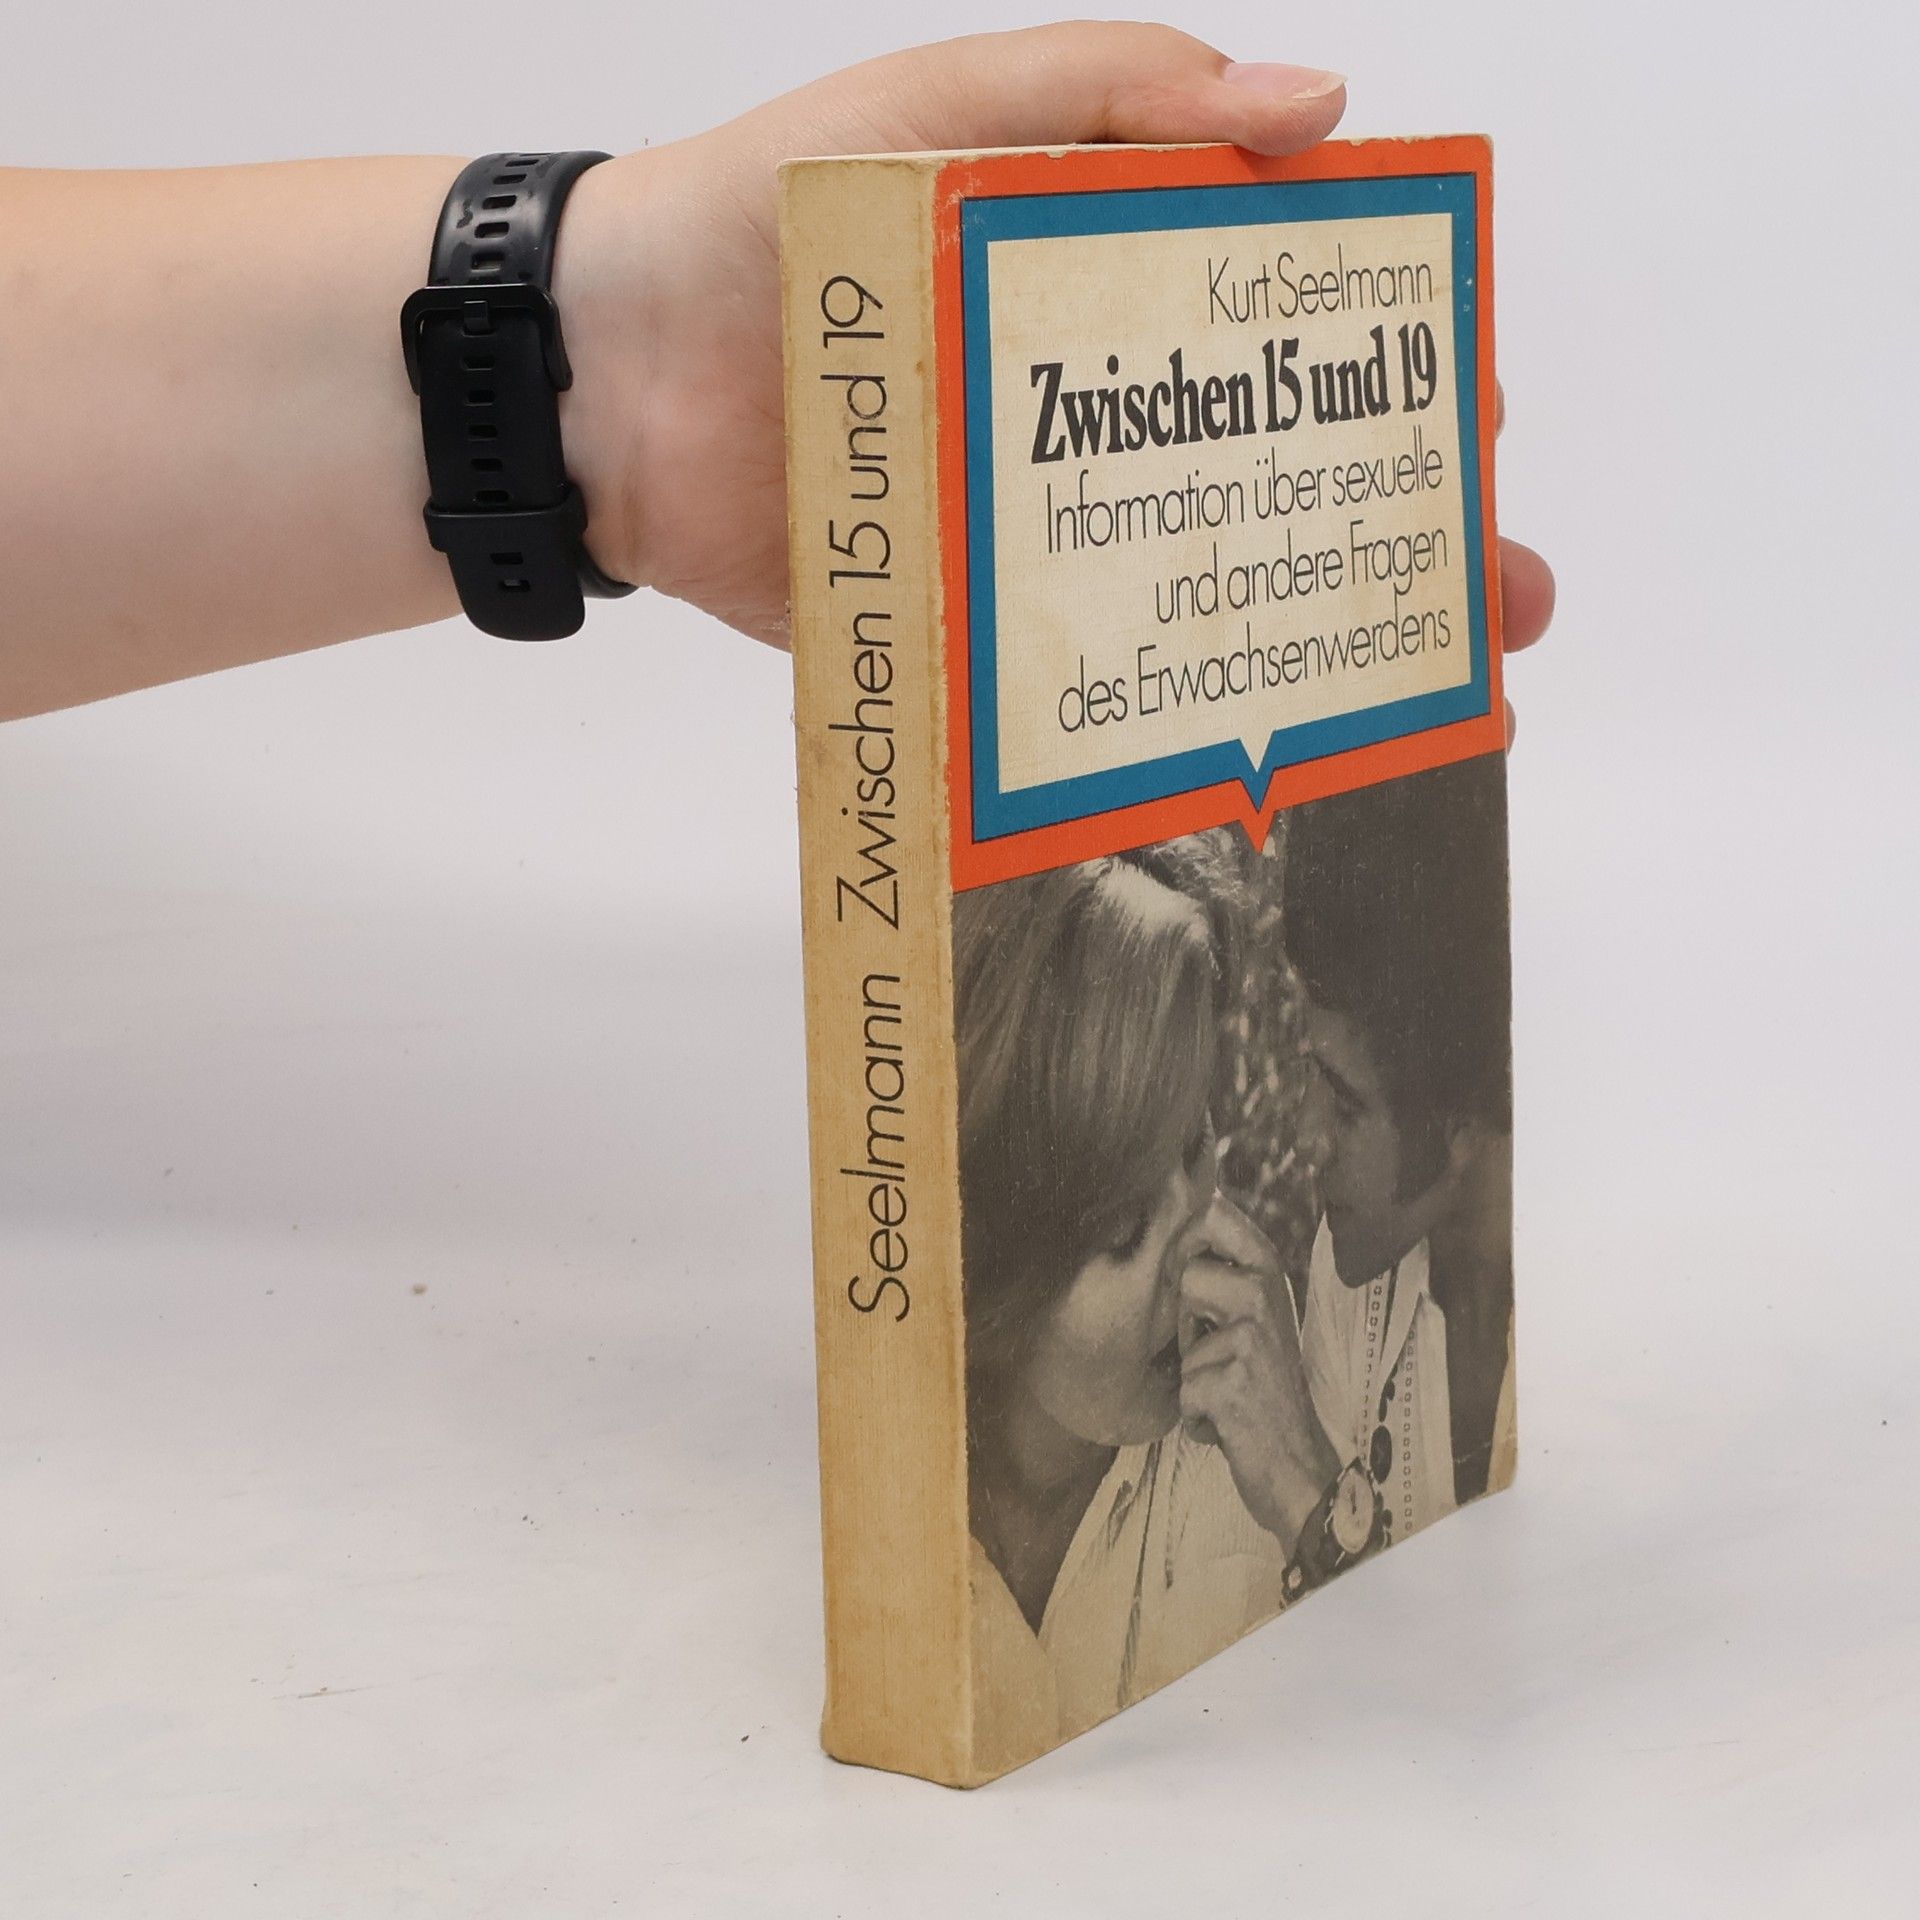 Seelmann Zwischen 15 und 19
Kurt Seelmann
Zwischen 15 und 19
Information über sexuelle
und andere Fragen
des Erwachsenwerdens